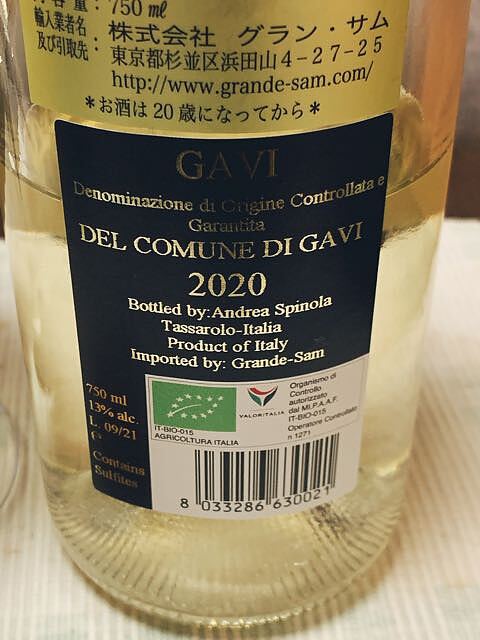 内容量：750㎖
輸入業者名
及び引取先：株式会社 グラン・サム
東京都杉並区浜田山4-27-25
http://www.grande-sam.com/
＊お酒は20歳になってから＊
GAVI
Denominazione di Origine Controllata e
Garantita
DEL COMUNE DI GAVI
2020
Bottled by:Andrea Spinola
Tassarolo-Italia
Product of Italy
Imported by: Grande-Sam
750 ml
13% alc.
L. 09/21
e
Contains
Sulfites
IT-BIO-015
AGRICOLTURA ITALIA
VALORITALIA
Organismo di
Controllo
autorizzato
dal MI.P.A.A.F.
IT-BIO-015
Operatore Controllato
n 1271
8 033286 630021